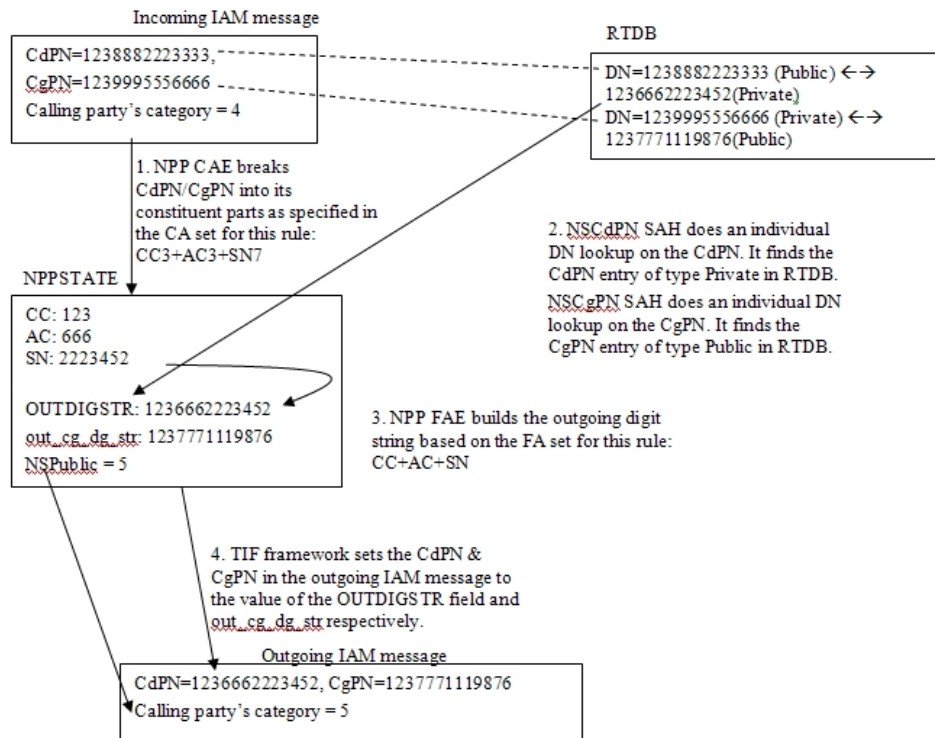 Incoming IAM message
CdPN=1238882223333,
CgPN=1239995556666
Calling party's category = 4
RTDB
DN=1238882223333 (Public) ←→
1236662223452(Private)
DN=1239995556666 (Private) ←→
1237771119876(Public)
1. NPP CAE breaks
CdPN/CgPN into its
constituent parts as specified in
the CA set for this rule:
CC3+AC3+SN7
2. NSCdPN SAH does an individual
DN lookup on the CdPN. It finds the
CdPN entry of type Private in RTDB.
NSCgPN SAH does an individual DN
lookup on the CgPN. It finds the
CgPN entry of type Public in RTDB.
NPPSTATE
CC: 123
AC: 666
SN: 2223452
OUTDIGSTR: 1236662223452
out_cg_dg_str: 1237771119876
NSPublic = 5
3. NPP FAE builds the outgoing digit
string based on the FA set for this rule:
CC+AC+SN
4. TIF framework sets the CdPN &
CgPN in the outgoing IAM message to
the value of the OUTDIGSTR field and
out_cg_dg_str respectively.
Outgoing IAM message
CdPN=1236662223452, CgPN=1237771119876
Calling party's category = 5